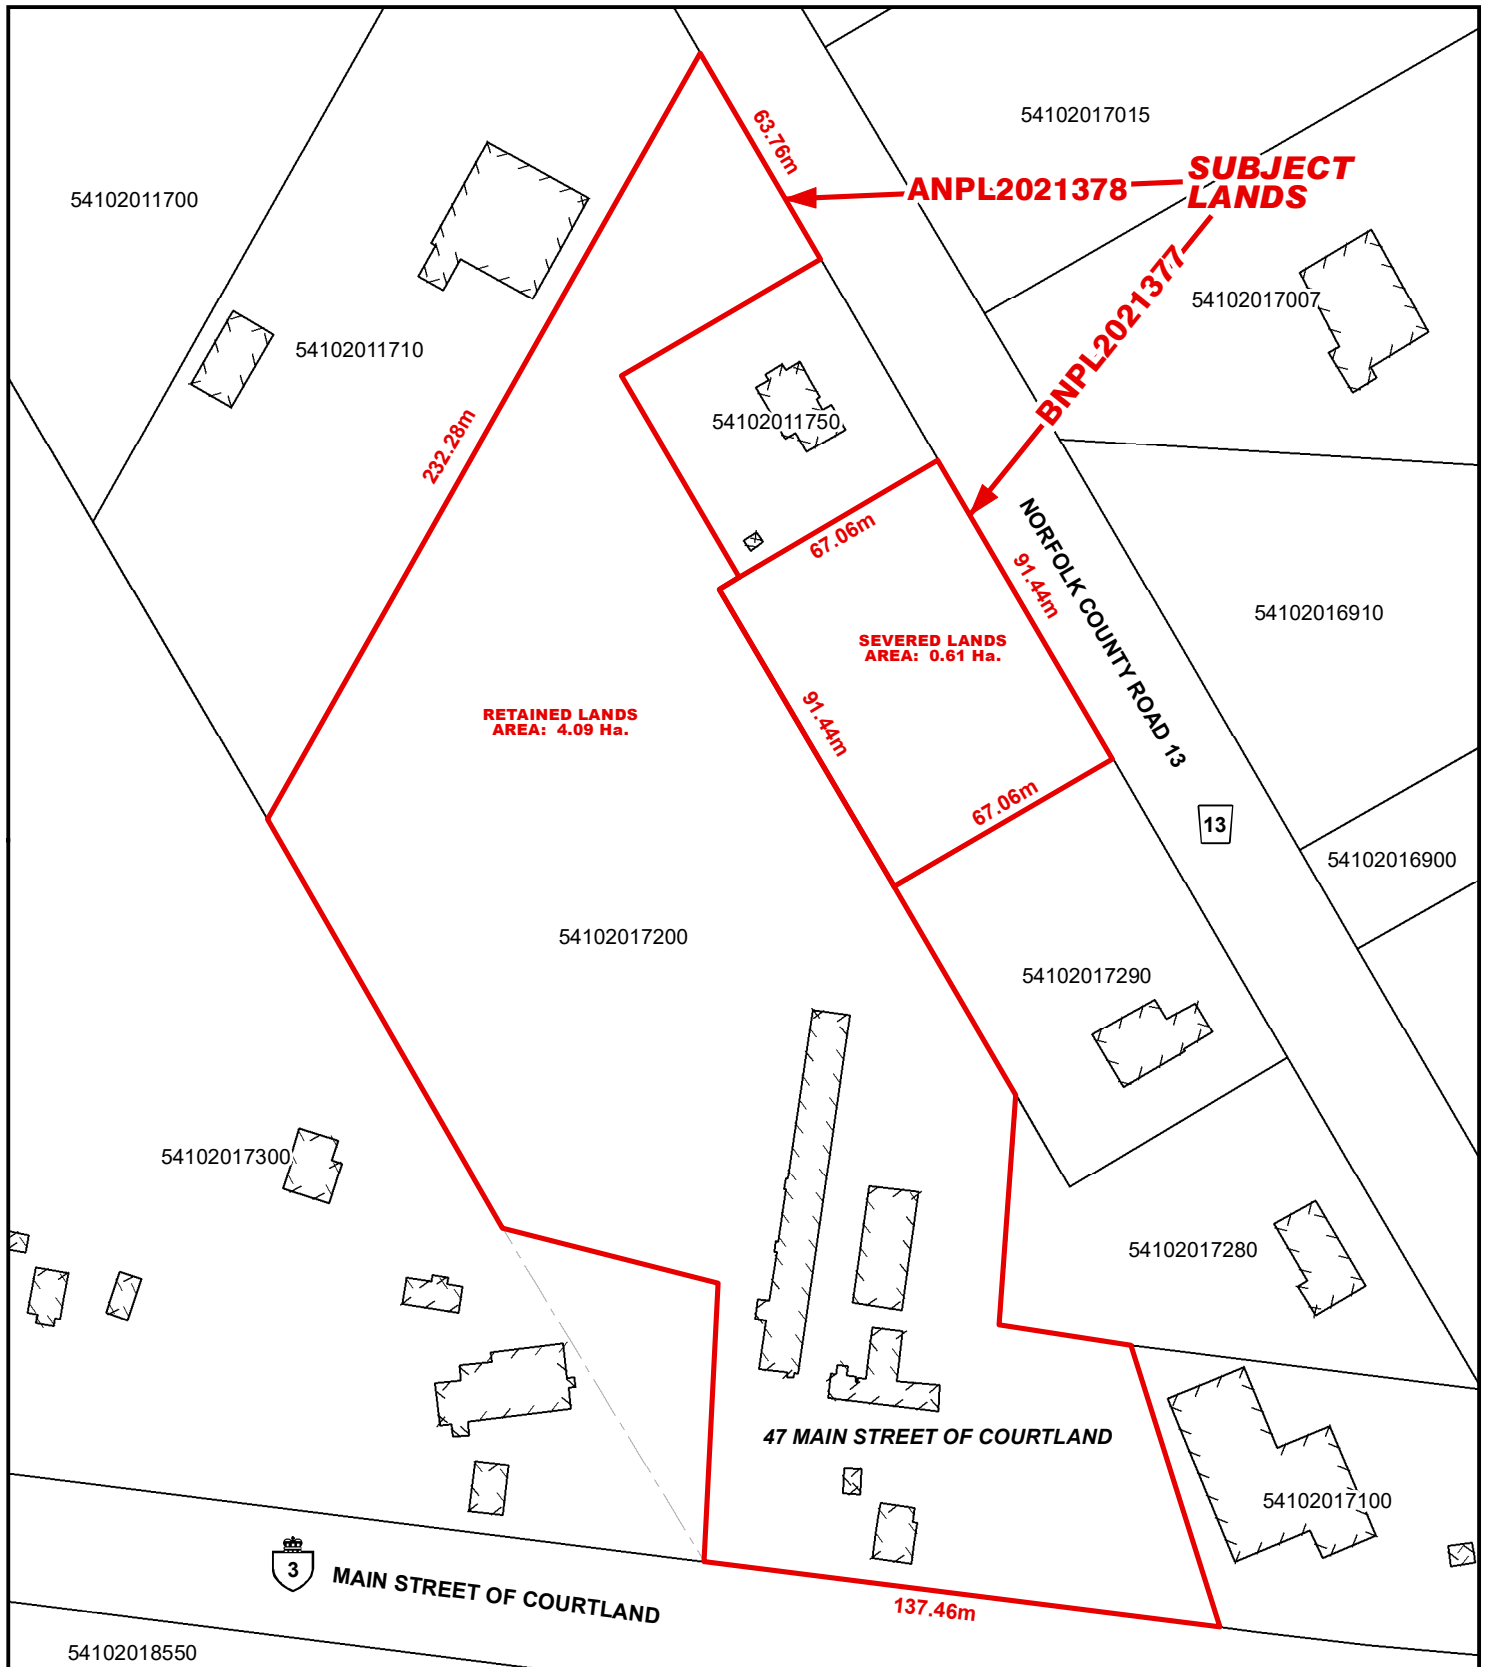 54102017015
63.76m
SUBJECT
LANDS
ANPL2021378
54102011700
BNPL2021377
54102017007
54102011710
54102011750
232.28m
67.06m
NORFOLK COUNTY ROAD 13
91.44m
54102016910
SEVERED LANDS
AREA: 0.61 Ha.
RETAINED LANDS
AREA: 4.09 Ha.
91.44m
67.06m
13
54102016900
54102017200
54102017290
54102017300
54102017280
47 MAIN STREET OF COURTLAND
54102017100
3
MAIN STREET OF COURTLAND
137.46m
54102018550